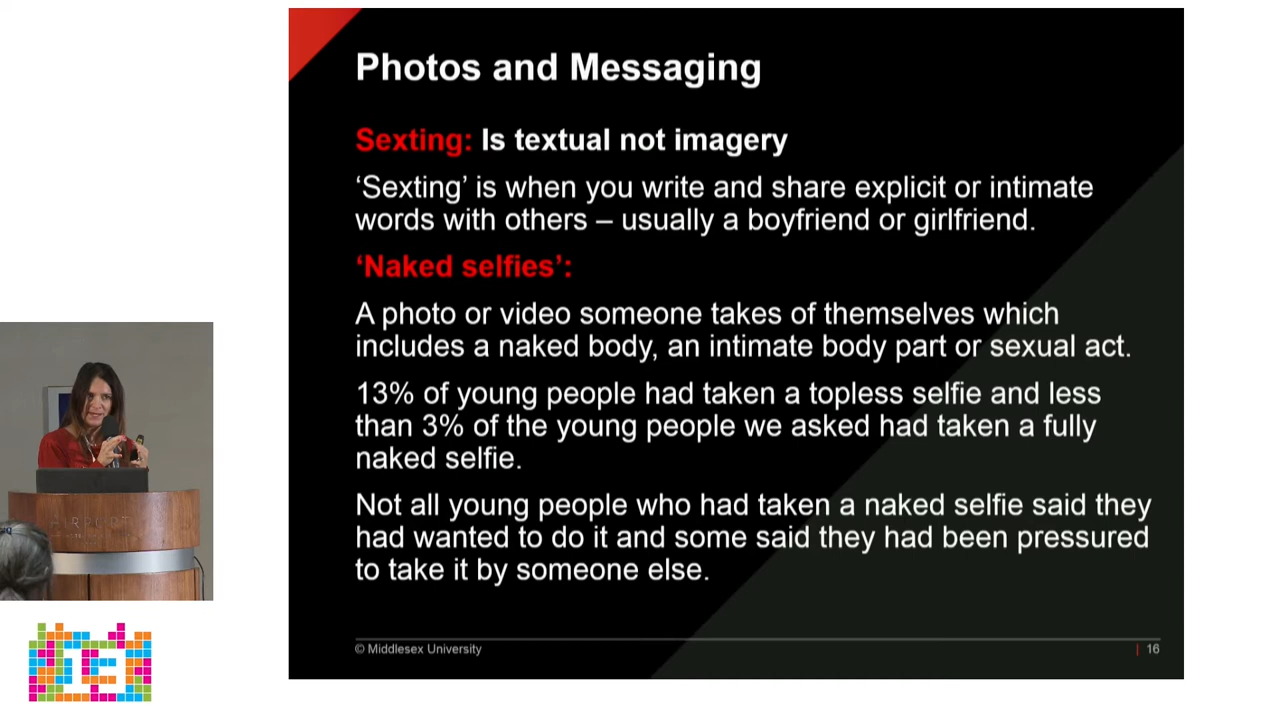 Photos and Messaging
Sexting: Is textual not imagery
‘Sexting’ is when you write and share explicit or intimate
words with others – usually a boyfriend or girlfriend.
‘Naked selfies’:
A photo or video someone takes of themselves which
includes a naked body, an intimate body part or sexual act.
13% of young people had taken a topless selfie and less
than 3% of the young people we asked had taken a fully
naked selfie.
Not all young people who had taken a naked selfie said they
had wanted to do it and some said they had been pressured
to take it by someone else.
© Middlesex University
| 16
AIRPORT